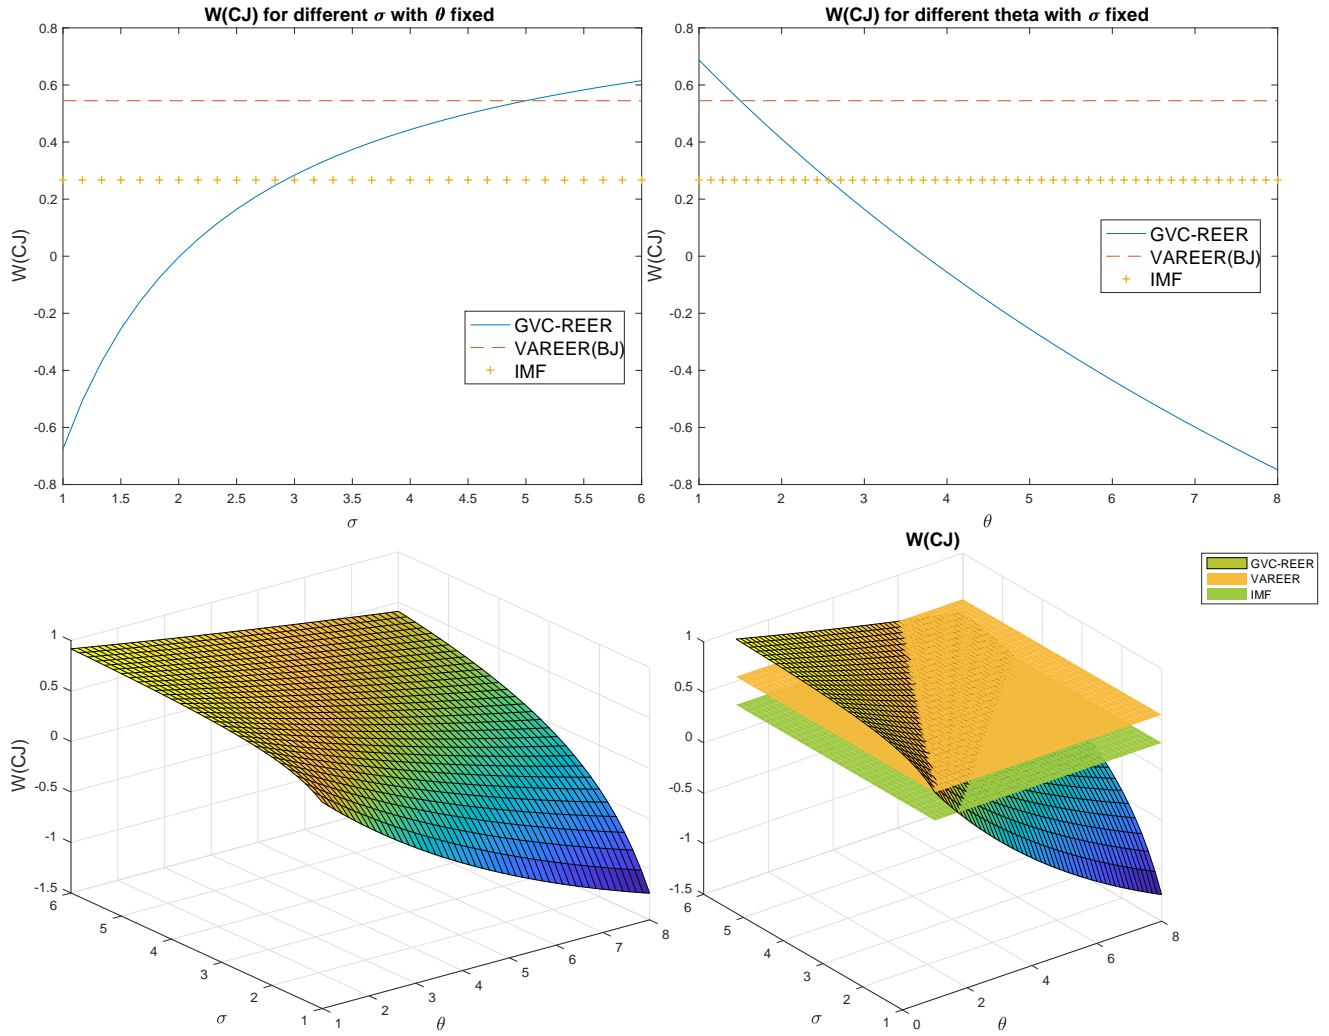 W(CJ) for different σ with θ fixed
0.8
0.6
0.4
0.2
0
-0.2
-0.4
-0.6
-0.8
W(CJ)
1 1.5 2 2.5 3 3.5 4 4.5 5 5.5 6
σ
GVC-REER
VAREER(BJ)
IMF
W(CJ) for different theta with σ fixed
0.8
0.6
0.4
0.2
0
-0.2
-0.4
-0.6
-0.8
W(CJ)
1 2 3 4 5 6 7 8
θ
GVC-REER
VAREER(BJ)
IMF
1
0.5
0
-0.5
-1
-1.5
W(CJ)
6 5 4 3 2 1
σ
1 2 3 4 5 6 7 8
θ
W(CJ)
1
0.5
0
-0.5
-1
-1.5
6 5 4 3 2 1
σ
0 2 4 6 8
θ
GVC-REER
VAREER
IMF